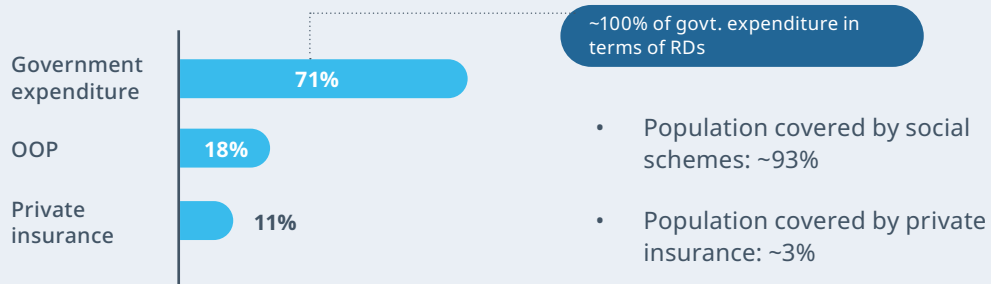 ~100% of govt. expenditure in
terms of RDs
Government
expenditure
71%
OOP
18%
Private
insurance
11%
• Population covered by social
schemes: ~93%
• Population covered by private
insurance: ~3%